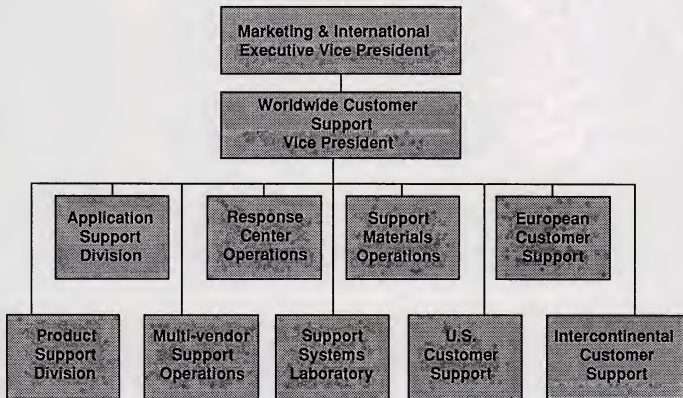 Marketing & International
Executive Vice President
Worldwide Customer
Support
Vice President
Application
Support
Division
Response
Center
Operations
Support
Materials
Operations
European
Customer
Support
Product
Support
Division
Multi-vendor
Support
Operations
Support
Systems
Laboratory
U.S.
Customer
Support
Intercontinental
Customer
Support